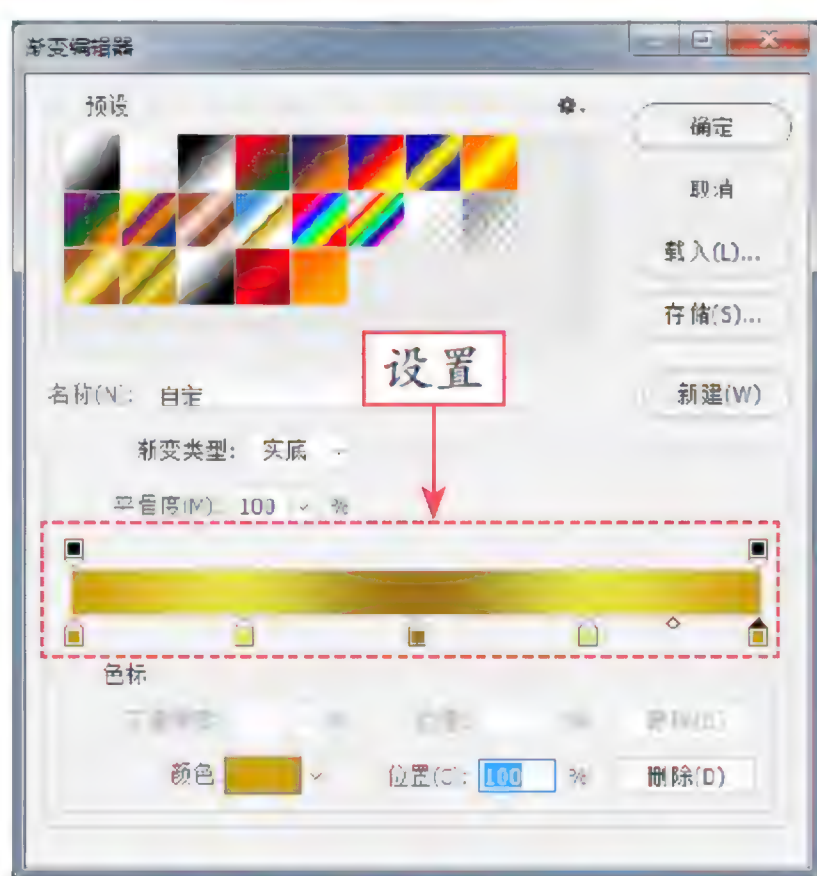 渐变编辑器
预设
确定
取消
载入(L)...
存储(S)...
设置
名称(N): 自定
新建(W)
渐变类型: 实底
平滑度(M): 100 %
色标
%
%
删除(D)
颜色: 位置(C): 100 % 删除(D)